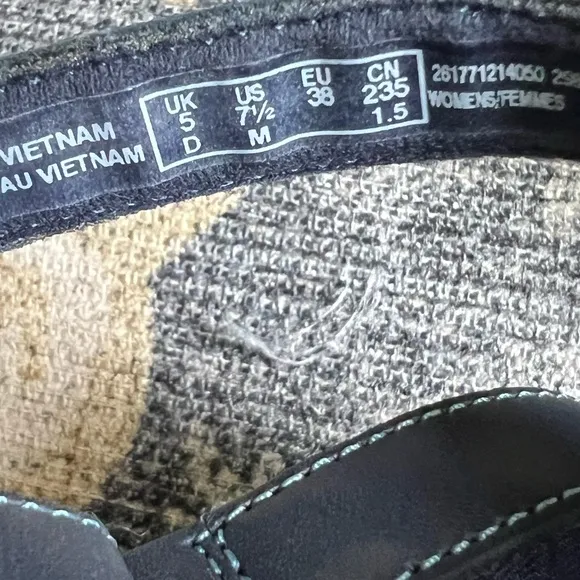 VIETNAM
AU VIETNAM
UK US EU CN
5 7½ 38 235
D M 1.5
261771214050
WOMENS/FEMMES